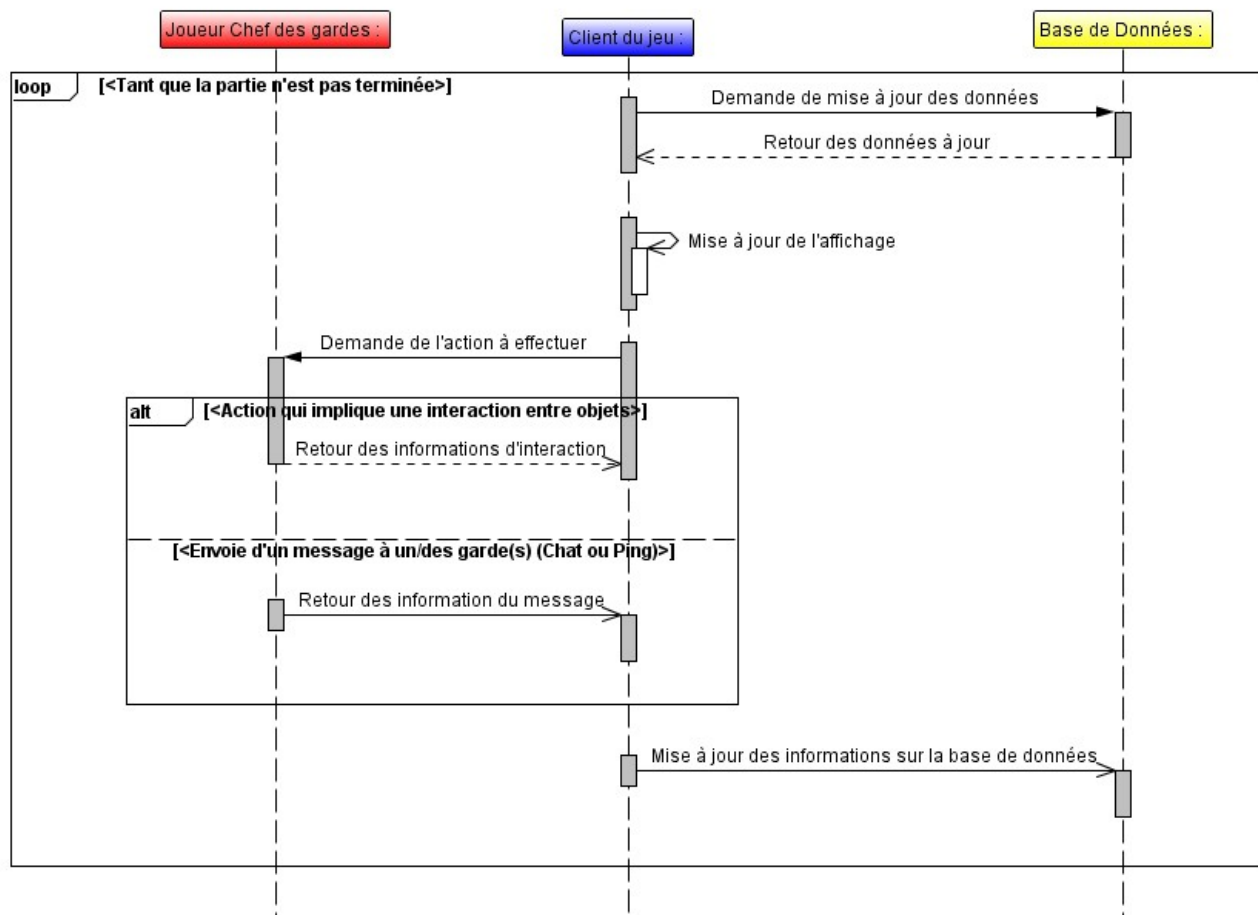 Joueur Chef des gardes :
Client du jeu :
Base de Données :
loop
[<Tant que la partie n'est pas terminée>]
Demande de mise à jour des données
Retour des données à jour
Mise à jour de l'affichage
Demande de l'action à effectuer
alt
[<Action qui implique une interaction entre objets>]
Retour des informations d'interaction
[<Envoie d'un message à un/des garde(s) (Chat ou Ping)>]
Retour des information du message
Mise à jour des informations sur la base de données